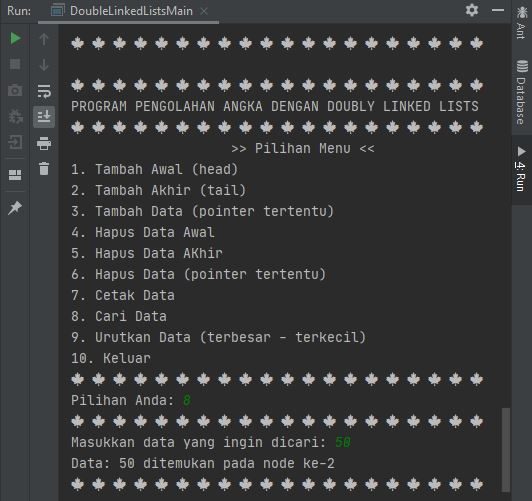 Run: DoubleLinkedListsMain
PROGRAM PENGOLAHAN ANGKA DENGAN DOUBLY LINKED LISTS
>> Pilihan Menu <<
1. Tambah Awal (head)
2. Tambah Akhir (tail)
3. Tambah Data (pointer tertentu)
4. Hapus Data Awal
5. Hapus Data AKhir
6. Hapus Data (pointer tertentu)
7. Cetak Data
8. Cari Data
9. Urutkan Data (terbesar - terkecil)
10. Keluar
Pilihan Anda: 8
Masukkan data yang ingin dicari: 50
Data: 50 ditemukan pada node ke-2
Ant
Database
4: Run